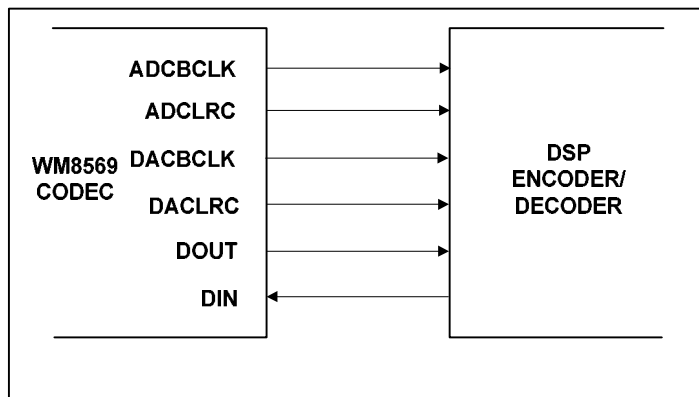 ADCBCLK
ADCLRC
WM8569
CODEC
DACBCLK
DACLRC
DOUT
DIN
DSP
ENCODER/
DECODER